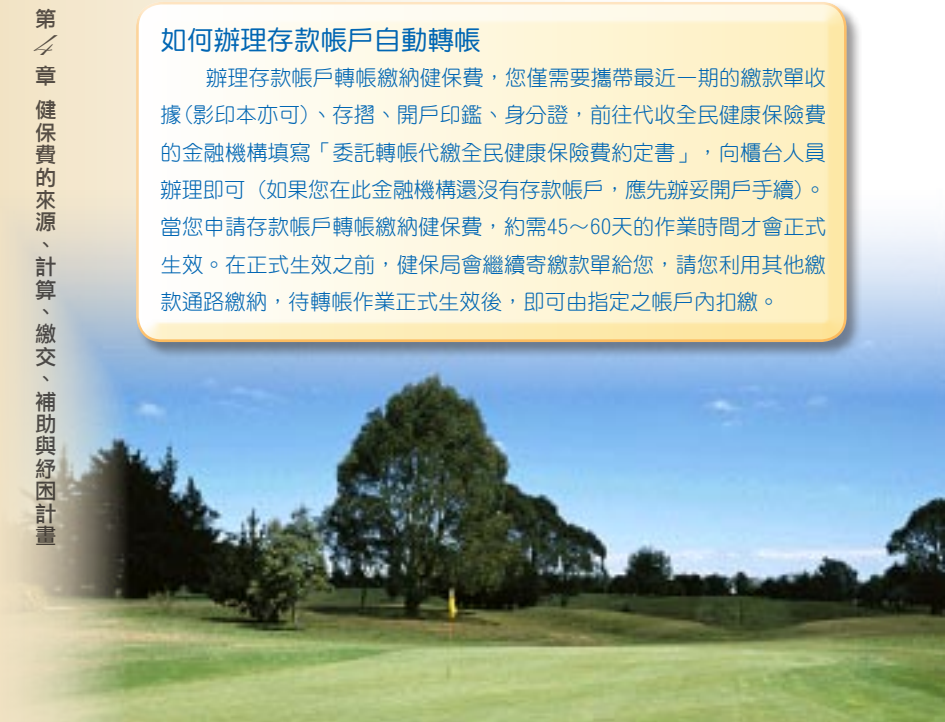 第4章 健保費的來源、計算、繳交、補助與紓困計畫
如何辦理存款帳戶自動轉帳
辦理存款帳戶轉帳繳納健保費，您僅需要攜帶最近一期的繳款單收
據(影印本亦可)、存摺、開戶印鑑、身分證，前往代收全民健康保險費
的金融機構填寫「委託轉帳代繳全民健康保險費約定書」，向櫃台人員
辦理即可（如果您在此金融機構還沒有存款帳戶，應先辦妥開戶手續)。
當您申請存款帳戶轉帳繳納健保費，約需45～60天的作業時間才會正式
生效。在正式生效之前，健保局會繼續寄繳款單給您，請您利用其他繳
款通路繳納，待轉帳作業正式生效後，即可由指定之帳戶內扣繳。